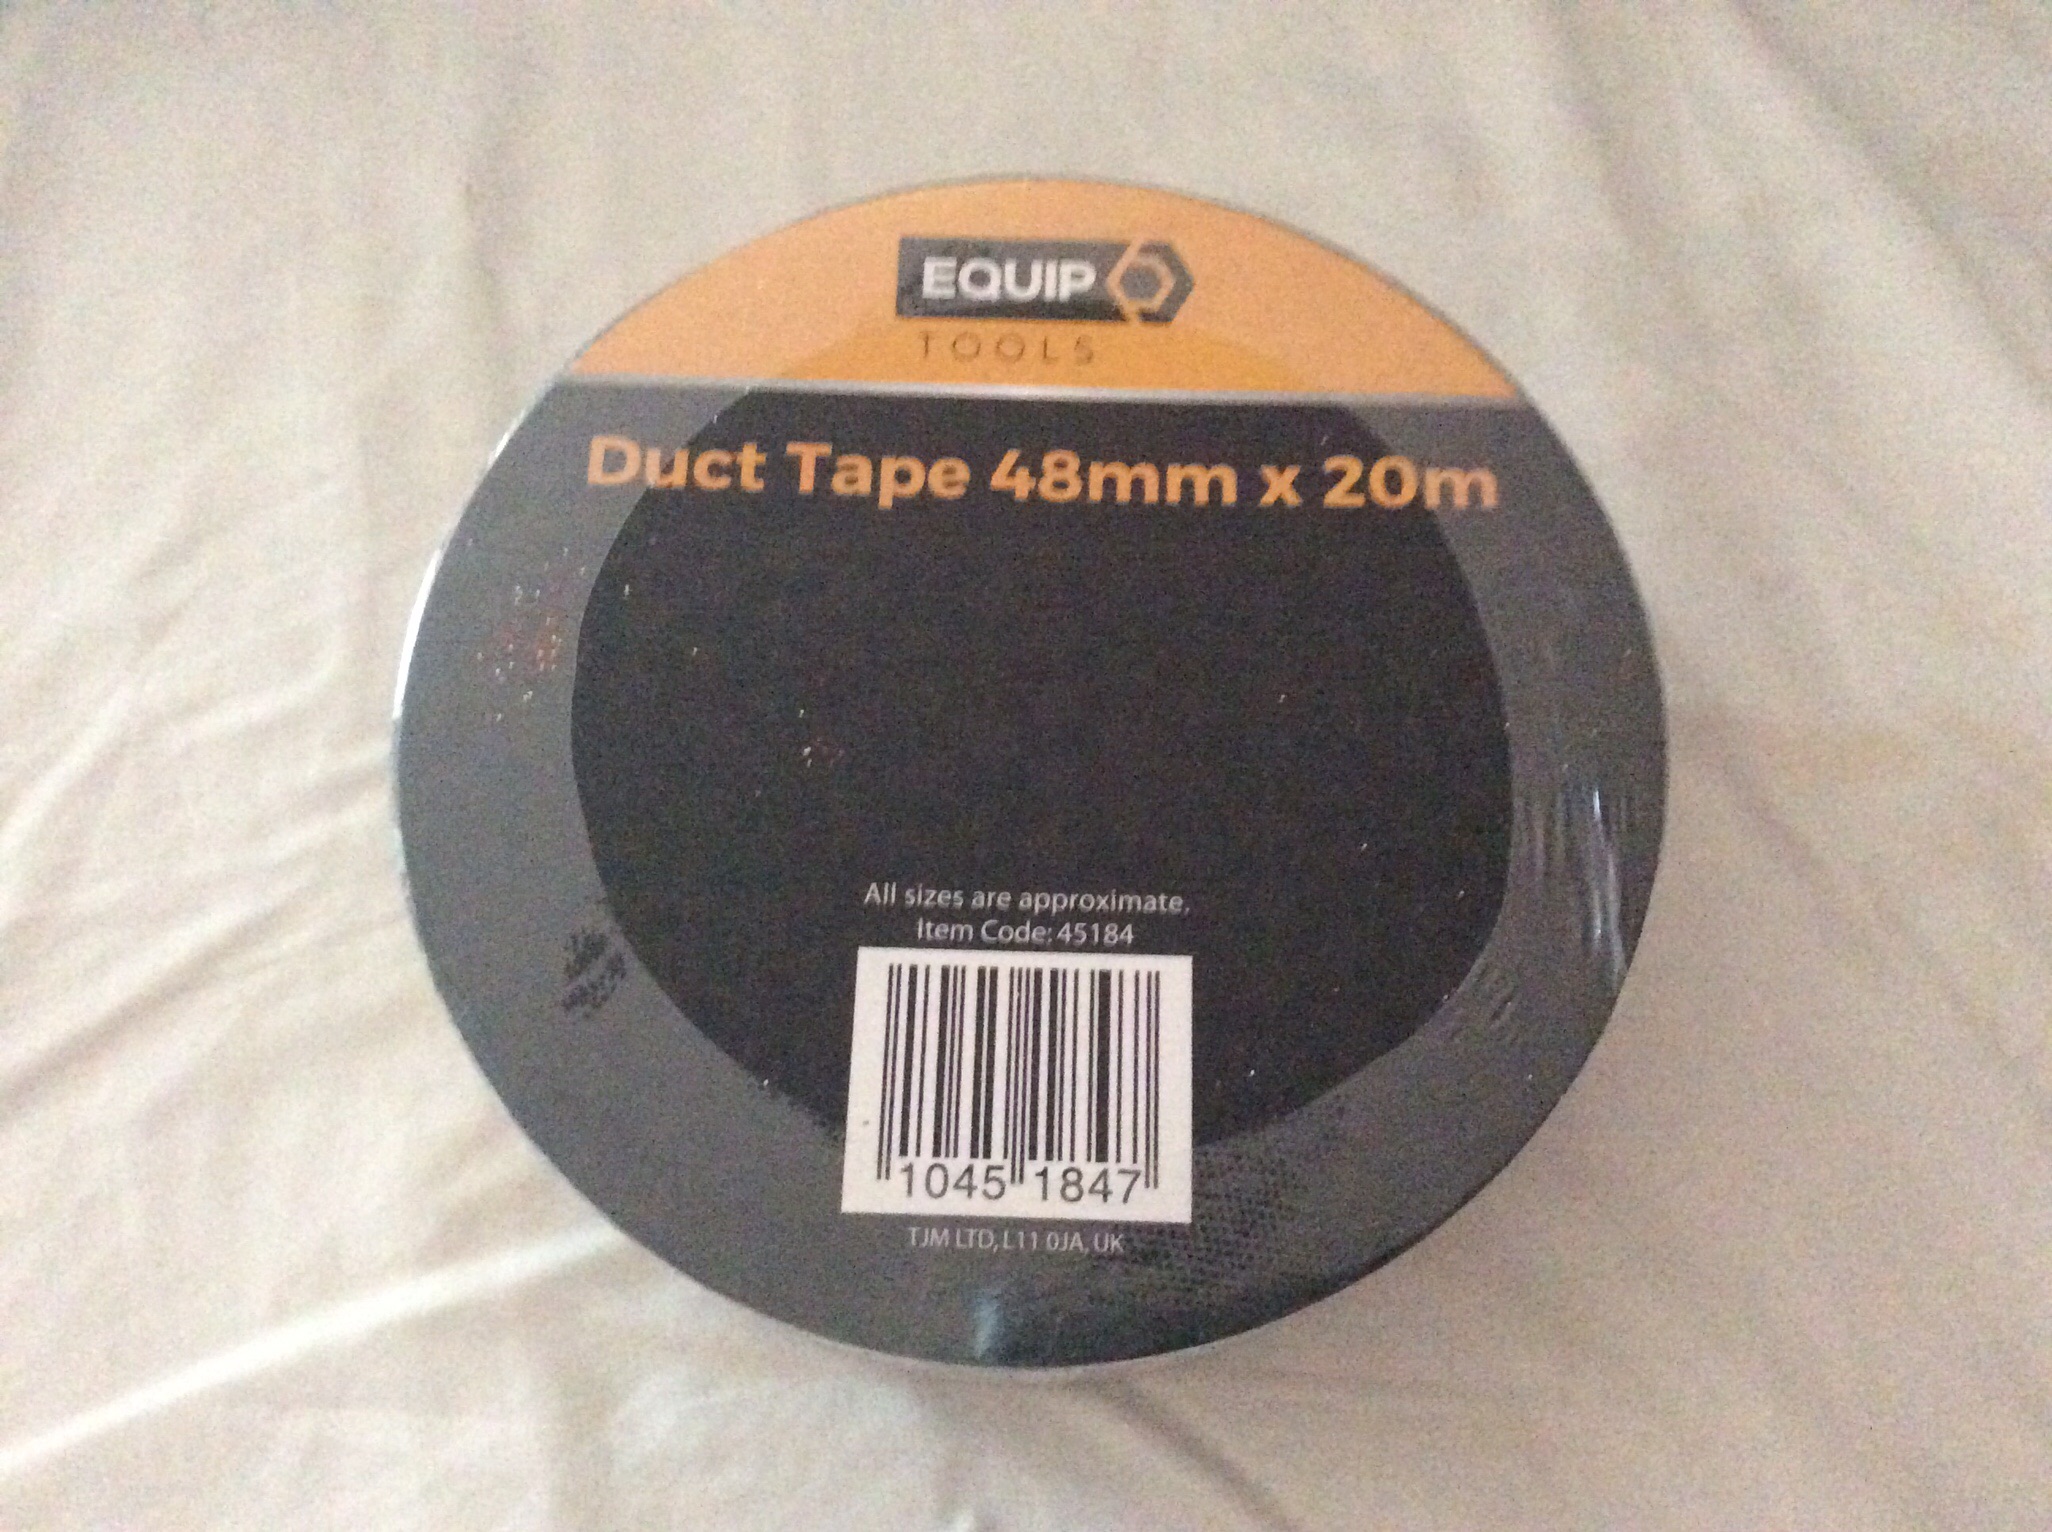 EQUIP
TOOLS
Duct Tape 48mm x 20m
All sizes are approximate.
Item Code: 45184
1045 1847
TJM LTD, L11 0JA, UK